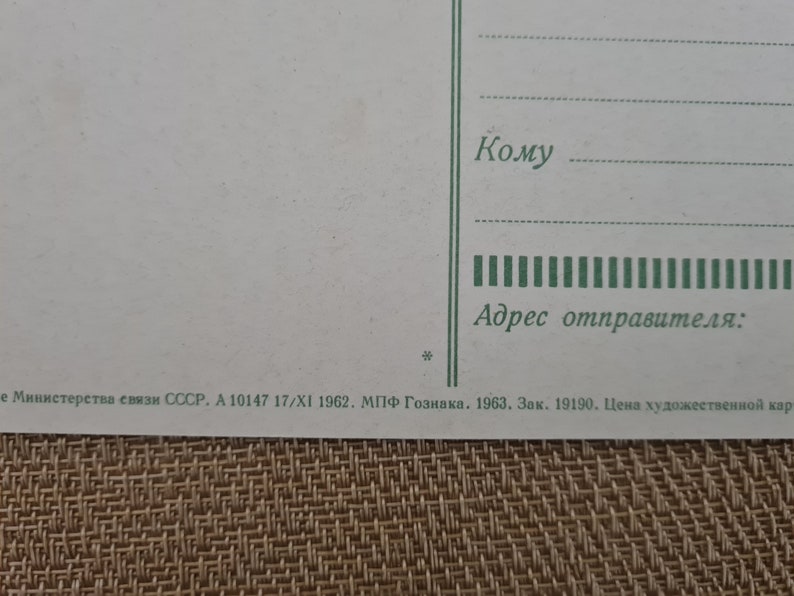 Кому
Адрес отправителя:
*
е Министерства связи СССР. А 10147 17/XI 1962. МПФ Гознака. 1963. Зак. 19190. Цена художественной кар